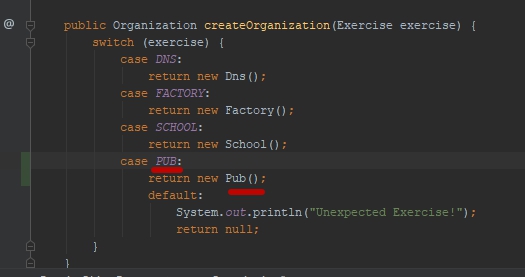 @
public Organization createOrganization(Exercise exercise) {
switch (exercise) {
case DNS:
return new Dns();
case FACTORY:
return new Factory();
case SCHOOL:
return new School();
case PUB:
return new Pub();
default:
System.out.println("Unexpected Exercise!");
return null;
}
}